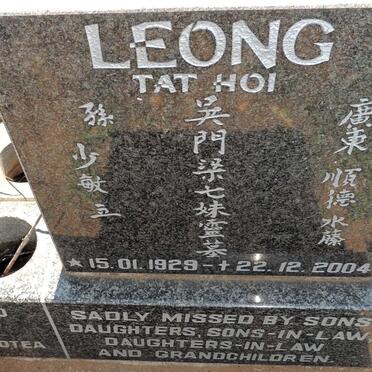 LEONG
TAT HOI
廣東 順德 水藤
吳門梁七妹靈墓
孫 少敏立
★ 15.01.1929 - † 22.12.2004
SADLY MISSED BY SONS
DAUGHTERS, SONS-IN-LAW
DAUGHTERS-IN-LAW
AND GRANDCHILDREN.